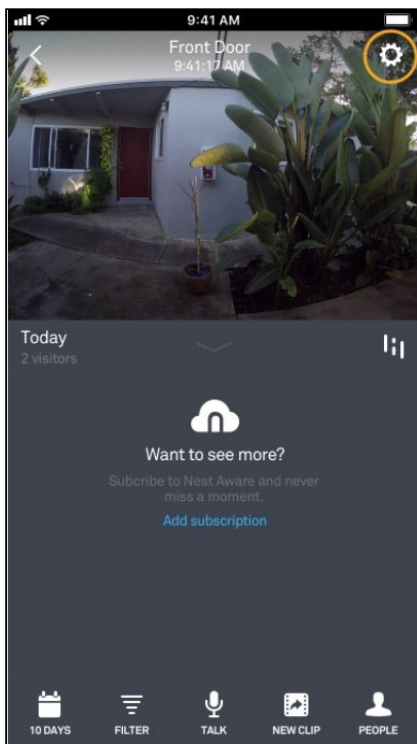 9:41 AM
Front Door
9:41:17 AM
Today
2 visitors
Want to see more?
Subcribe to Nest Aware and never
miss a moment.
Add subscription
10 DAYS
FILTER
TALK
NEW CLIP
PEOPLE